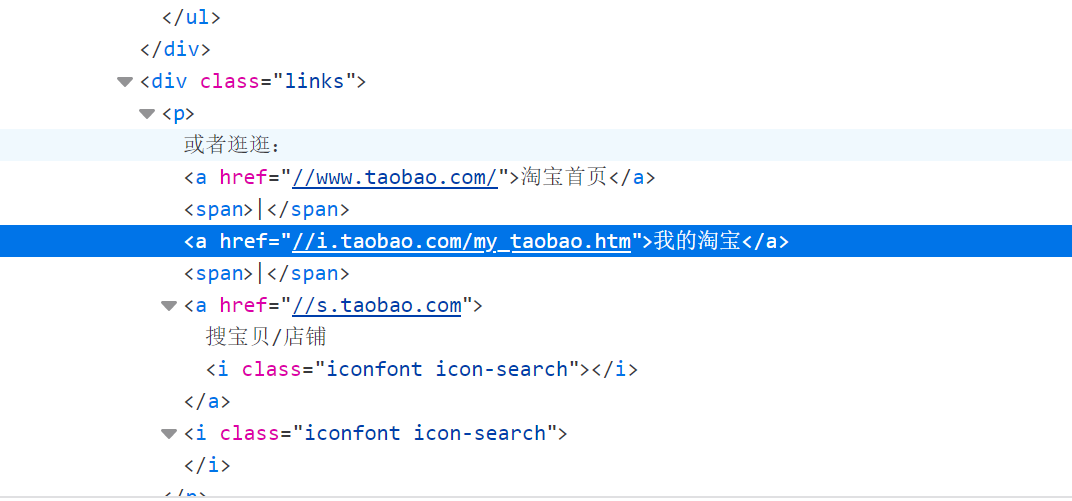 </ul>
</div>
<div class="links">
<p>
或者逛逛：
<a href="//www.taobao.com/">淘宝首页</a>
<span>|</span>
<a href="//i.taobao.com/my_taobao.htm">我的淘宝</a>
<span>|</span>
<a href="//s.taobao.com">
搜宝贝/店铺
<i class="iconfont icon-search"></i>
</a>
<i class="iconfont icon-search">
</i>
</p>